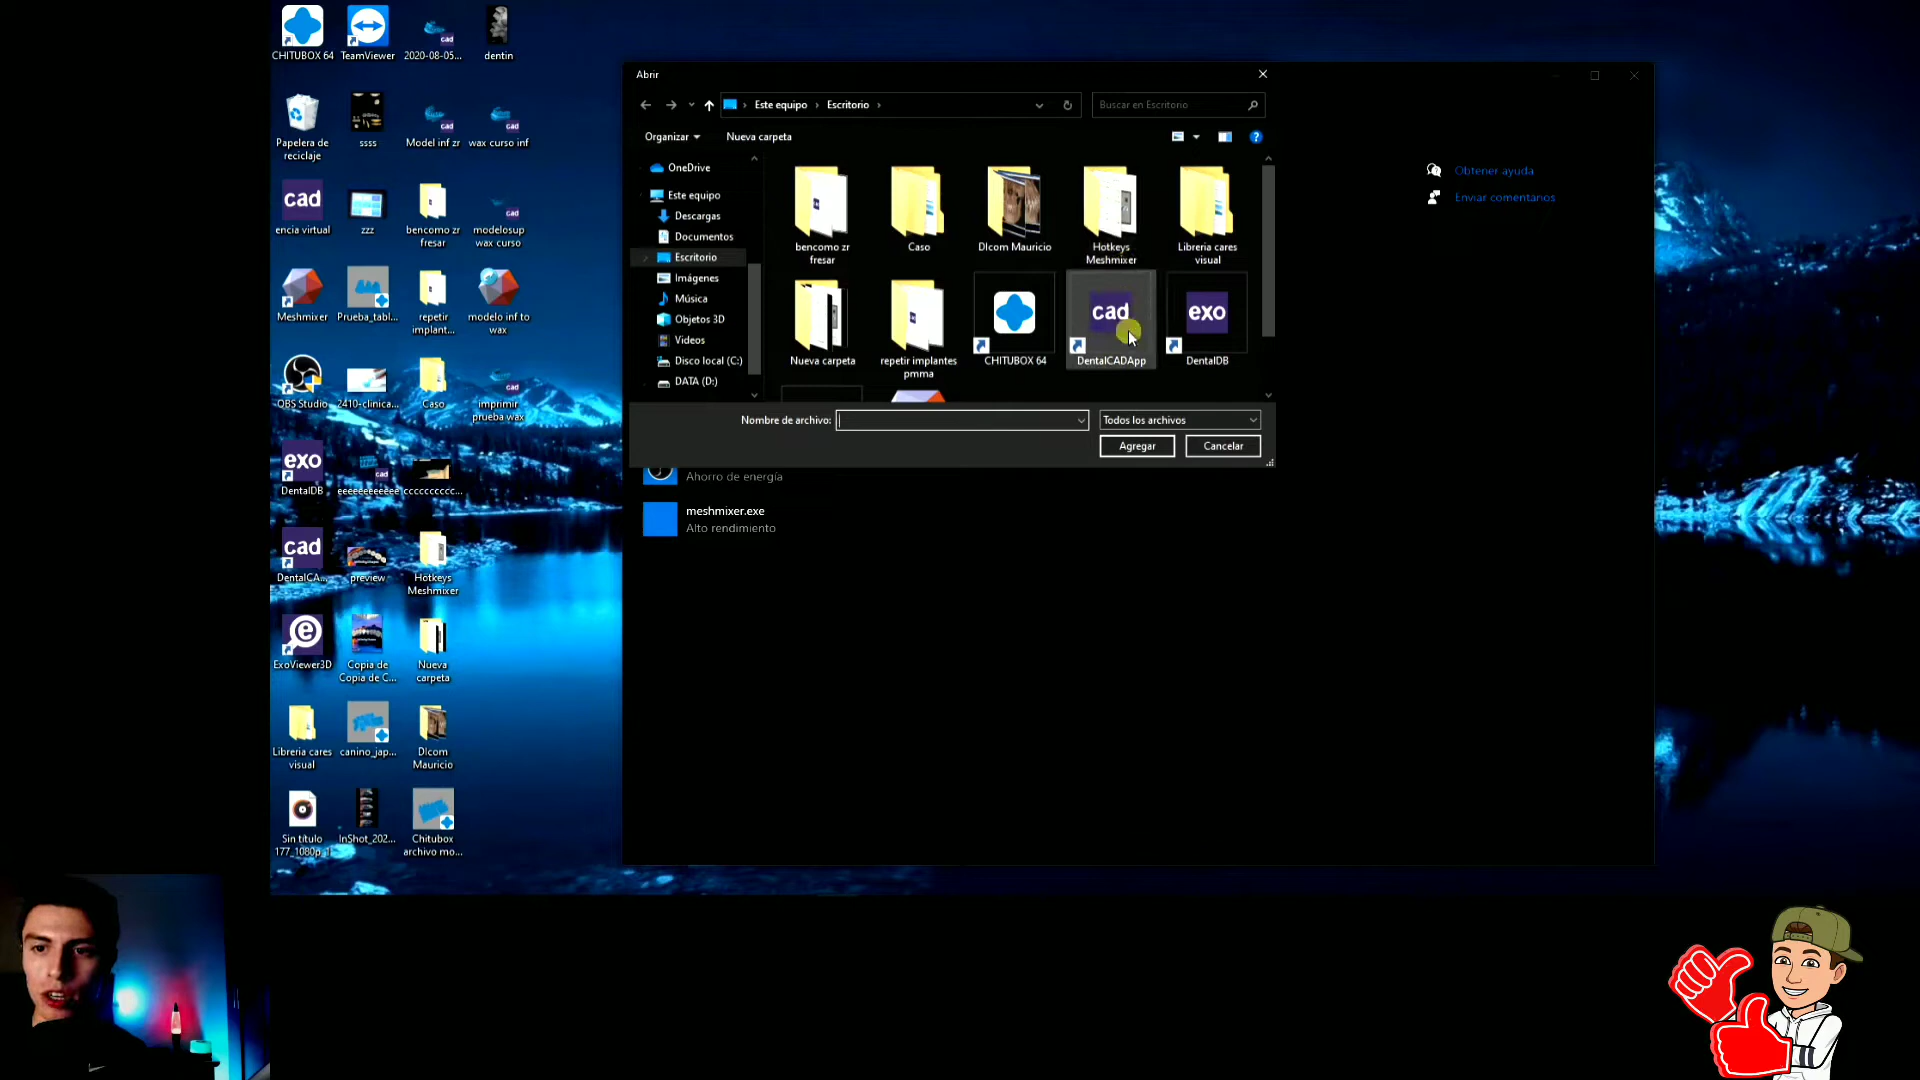 CHITUBOX 64
TeamViewer
2020-08-05...
dentin
Papelera de
reciclaje
ssss
Model inf zr
wax curso inf
cad
encia virtual
zzz
bencomo zr
fresar
modelosup
wax curso
Meshmixer
Prueba_tabl...
repetir
implant...
modelo inf to
wax
OBS Studio
2410-clinica...
Caso
imprimir
prueba wax
exo
DentalDB
eeeeeeeeeeee
cccccccccc...
cad
DentalCA...
preview
Hotkeys
Meshmixer
ExoViewer3D
Copia de
Copia de C...
Nueva
carpeta
Libreria cares
visual
canino_jap...
DIcom
Mauricio
Sin título
177_1080p_1
InShot_202...
Chitubox
archivo mo...
Abrir
Este equipo
Escritorio
Buscar en Escritorio
Organizar
Nueva carpeta
OneDrive
Este equipo
Descargas
Documentos
Escritorio
Imágenes
Música
Objetos 3D
Videos
Disco local (C:)
DATA (D:)
bencomo zr
fresar
Caso
DIcom Mauricio
Hotkeys
Meshmixer
Libreria cares
visual
Nueva carpeta
repetir implantes
pmma
CHITUBOX 64
cad
DentalCADApp
exo
DentalDB
Nombre de archivo:
Todos los archivos
Agregar
Cancelar
Ahorro de energía
meshmixer.exe
Alto rendimiento
Obtener ayuda
Enviar comentarios